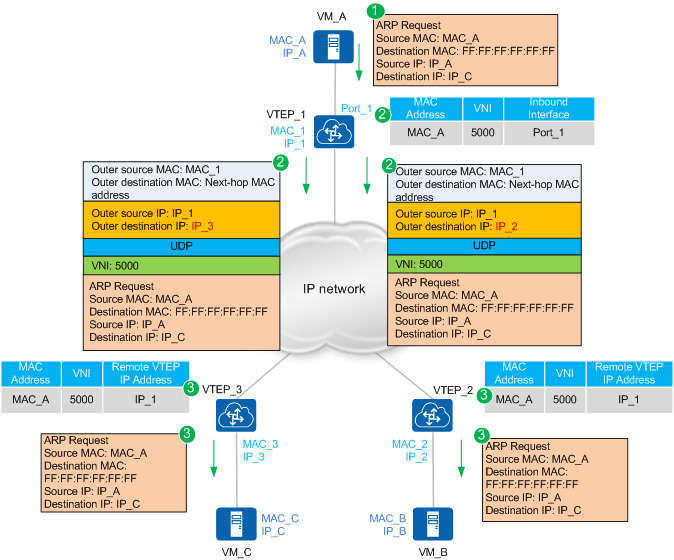 VM_A
1
ARP Request
Source MAC: MAC_A
Destination MAC: FF:FF:FF:FF:FF:FF
Source IP: IP_A
Destination IP: IP_C
MAC_A
IP_A
VTEP_1
MAC_1
IP_1
Port_1
2
MAC Address VNI Inbound Interface
MAC_A 5000 Port_1
2
Outer source MAC: MAC_1
Outer destination MAC: Next-hop MAC
address
Outer source IP: IP_1
Outer destination IP: IP_3
UDP
VNI: 5000
ARP Request
Source MAC: MAC_A
Destination MAC: FF:FF:FF:FF:FF:FF
Source IP: IP_A
Destination IP: IP_C
2
Outer source MAC: MAC_1
Outer destination MAC: Next-hop MAC
address
Outer source IP: IP_1
Outer destination IP: IP_2
UDP
VNI: 5000
ARP Request
Source MAC: MAC_A
Destination MAC: FF:FF:FF:FF:FF:FF
Source IP: IP_A
Destination IP: IP_C
IP network
MAC Address VNI Remote VTEP IP Address
MAC_A 5000 IP_1
3
VTEP_3
MAC_3
IP_3
3
ARP Request
Source MAC: MAC_A
Destination MAC:
FF:FF:FF:FF:FF:FF
Source IP: IP_A
Destination IP: IP_C
MAC_C
IP_C
VM_C
VTEP_2
3
MAC Address VNI Remote VTEP IP Address
MAC_A 5000 IP_1
MAC_2
IP_2
3
ARP Request
Source MAC: MAC_A
Destination MAC:
FF:FF:FF:FF:FF:FF
Source IP: IP_A
Destination IP: IP_C
MAC_B
IP_B
VM_B